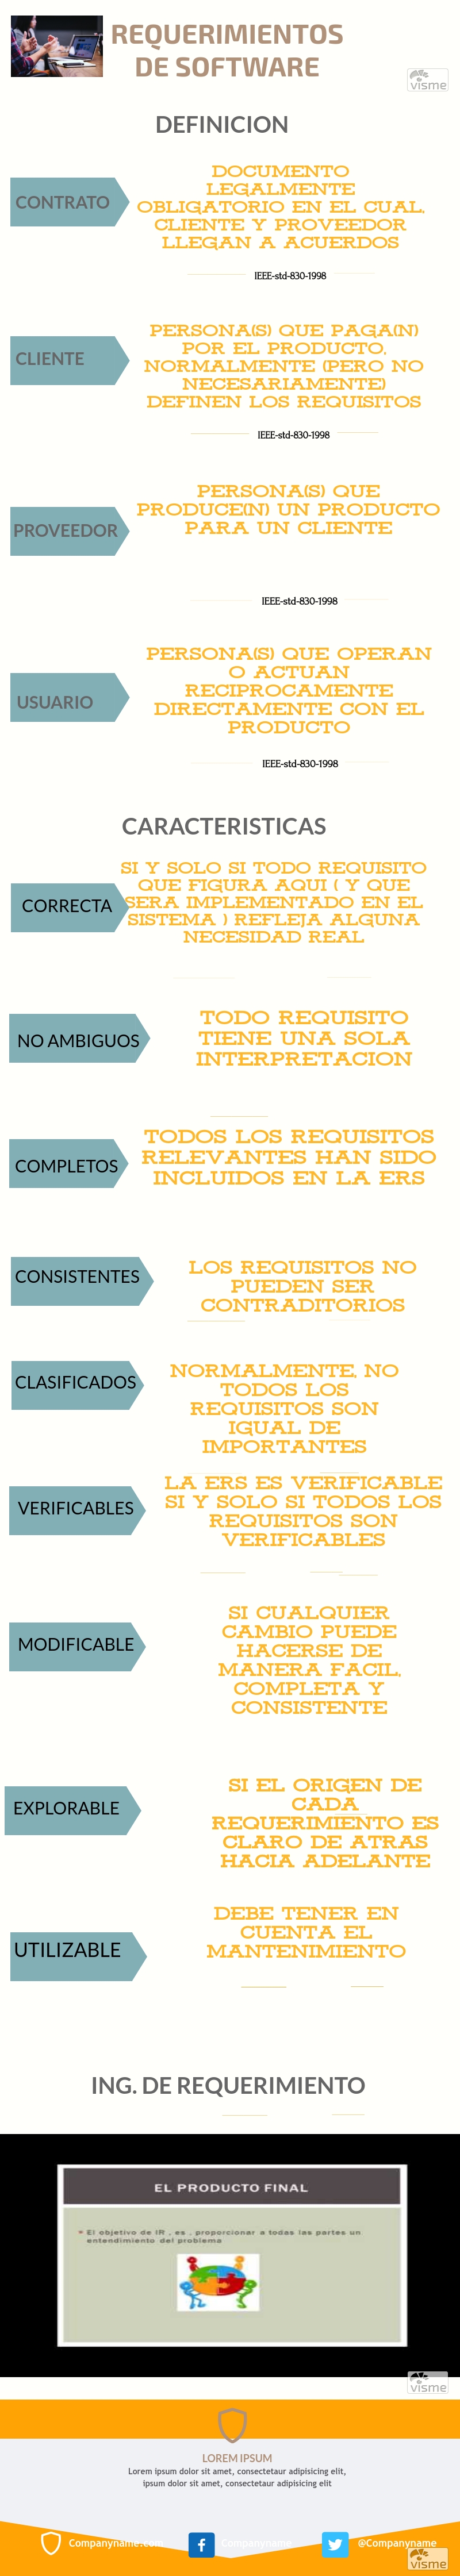 REQUERIMIENTOS
DE SOFTWARE
visme
DEFINICION
CONTRATO
DOCUMENTO
LEGALMENTE
OBLIGATORIO EN EL CUAL,
CLIENTE Y PROVEEDOR
LLEGAN A ACUERDOS
IEEE-std-830-1998
CLIENTE
PERSONA(S) QUE PAGA(N)
POR EL PRODUCTO,
NORMALMENTE (PERO NO
NECESARIAMENTE)
DEFINEN LOS REQUISITOS
IEEE-std-830-1998
PROVEEDOR
PERSONA(S) QUE
PRODUCE(N) UN PRODUCTO
PARA UN CLIENTE
IEEE-std-830-1998
USUARIO
PERSONA(S) QUE OPERAN
O ACTUAN
RECIPROCAMENTE
DIRECTAMENTE CON EL
PRODUCTO
IEEE-std-830-1998
CARACTERISTICAS
CORRECTA
SI Y SOLO SI TODO REQUISITO
QUE FIGURA AQUI ( Y QUE
SERA IMPLEMENTADO EN EL
SISTEMA ) REFLEJA ALGUNA
NECESIDAD REAL
NO AMBIGUOS
TODO REQUISITO
TIENE UNA SOLA
INTERPRETACION
COMPLETOS
TODOS LOS REQUISITOS
RELEVANTES HAN SIDO
INCLUIDOS EN LA ERS
CONSISTENTES
LOS REQUISITOS NO
PUEDEN SER
CONTRADITORIOS
CLASIFICADOS
NORMALMENTE, NO
TODOS LOS
REQUISITOS SON
IGUAL DE
IMPORTANTES
VERIFICABLES
LA ERS ES VERIFICABLE
SI Y SOLO SI TODOS LOS
REQUISITOS SON
VERIFICABLES
MODIFICABLE
SI CUALQUIER
CAMBIO PUEDE
HACERSE DE
MANERA FACIL,
COMPLETA Y
CONSISTENTE
EXPLORABLE
SI EL ORIGEN DE
CADA
REQUERIMIENTO ES
CLARO DE ATRAS
HACIA ADELANTE
UTILIZABLE
DEBE TENER EN
CUENTA EL
MANTENIMIENTO
ING. DE REQUERIMIENTO
EL PRODUCTO FINAL
El objetivo de IR , es , proporcionar a todas las partes un
entendimiento del problema
visme
LOREM IPSUM
Lorem ipsum dolor sit amet, consectetaur adipisicing elit,
ipsum dolor sit amet, consectetaur adipisicing elit
Companyname.com
Companyname
@Companyname
visme